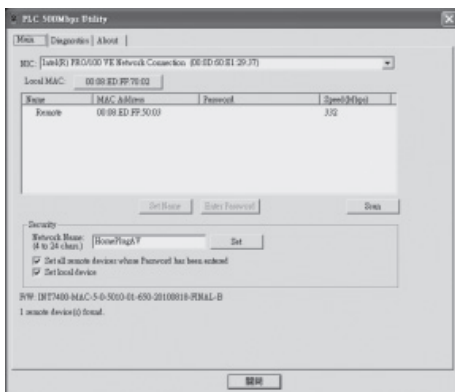 PLC 500Mbps Utility
Main Diagnostics About
NIC: Intel(R) PRO/100 VE Network Connection (00:0D:60:E1:29:37)
Local MAC: 00:08:ED:FF:70:02
Name MAC Address Password Speed(Mbps)
Remote 00:08:ED:FF:50:03 332
Set Name Enter Password Scan
Security
Network Name: HomePlugAV Set
(4 to 24 chars.)
Set all remote devices whose Password has been entered
Set local device
F/W: INT7400-MAC-5-0-5010-01-650-20100818-FINAL-B
1 remote device(s) found.
關閉